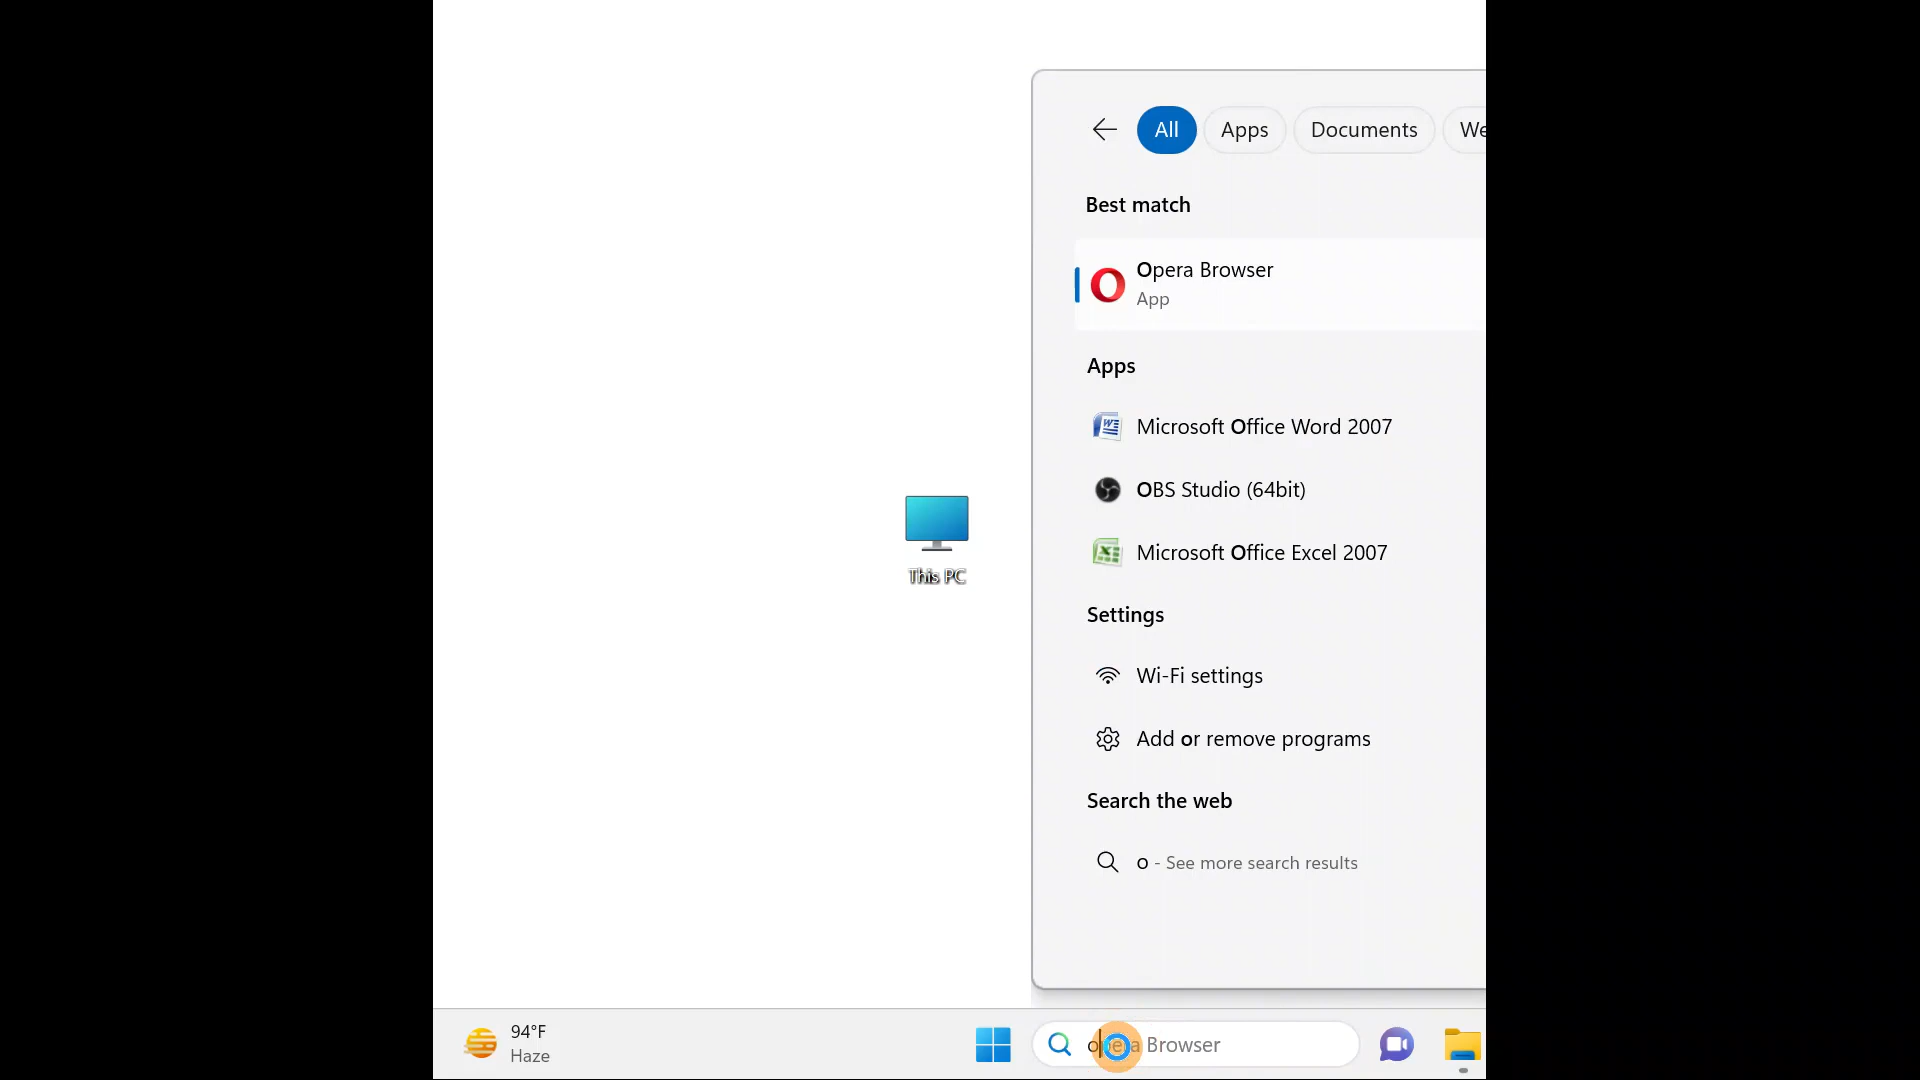 All Apps Documents We
Best match
Opera Browser
App
Apps
Microsoft Office Word 2007
OBS Studio (64bit)
Microsoft Office Excel 2007
This PC
Settings
Wi-Fi settings
Add or remove programs
Search the web
o - See more search results
94°F
Haze
opera Browser